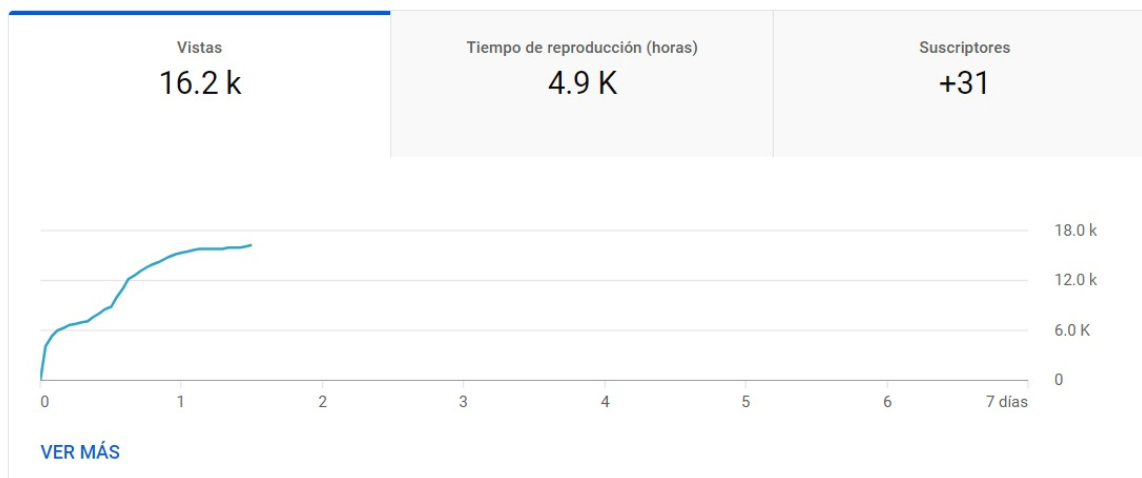 Vistas
16.2 k
Tiempo de reproducción (horas)
4.9 K
Suscriptores
+31
18.0 k
12.0 k
6.0 K
0
0 1 2 3 4 5 6 7 días
VER MÁS